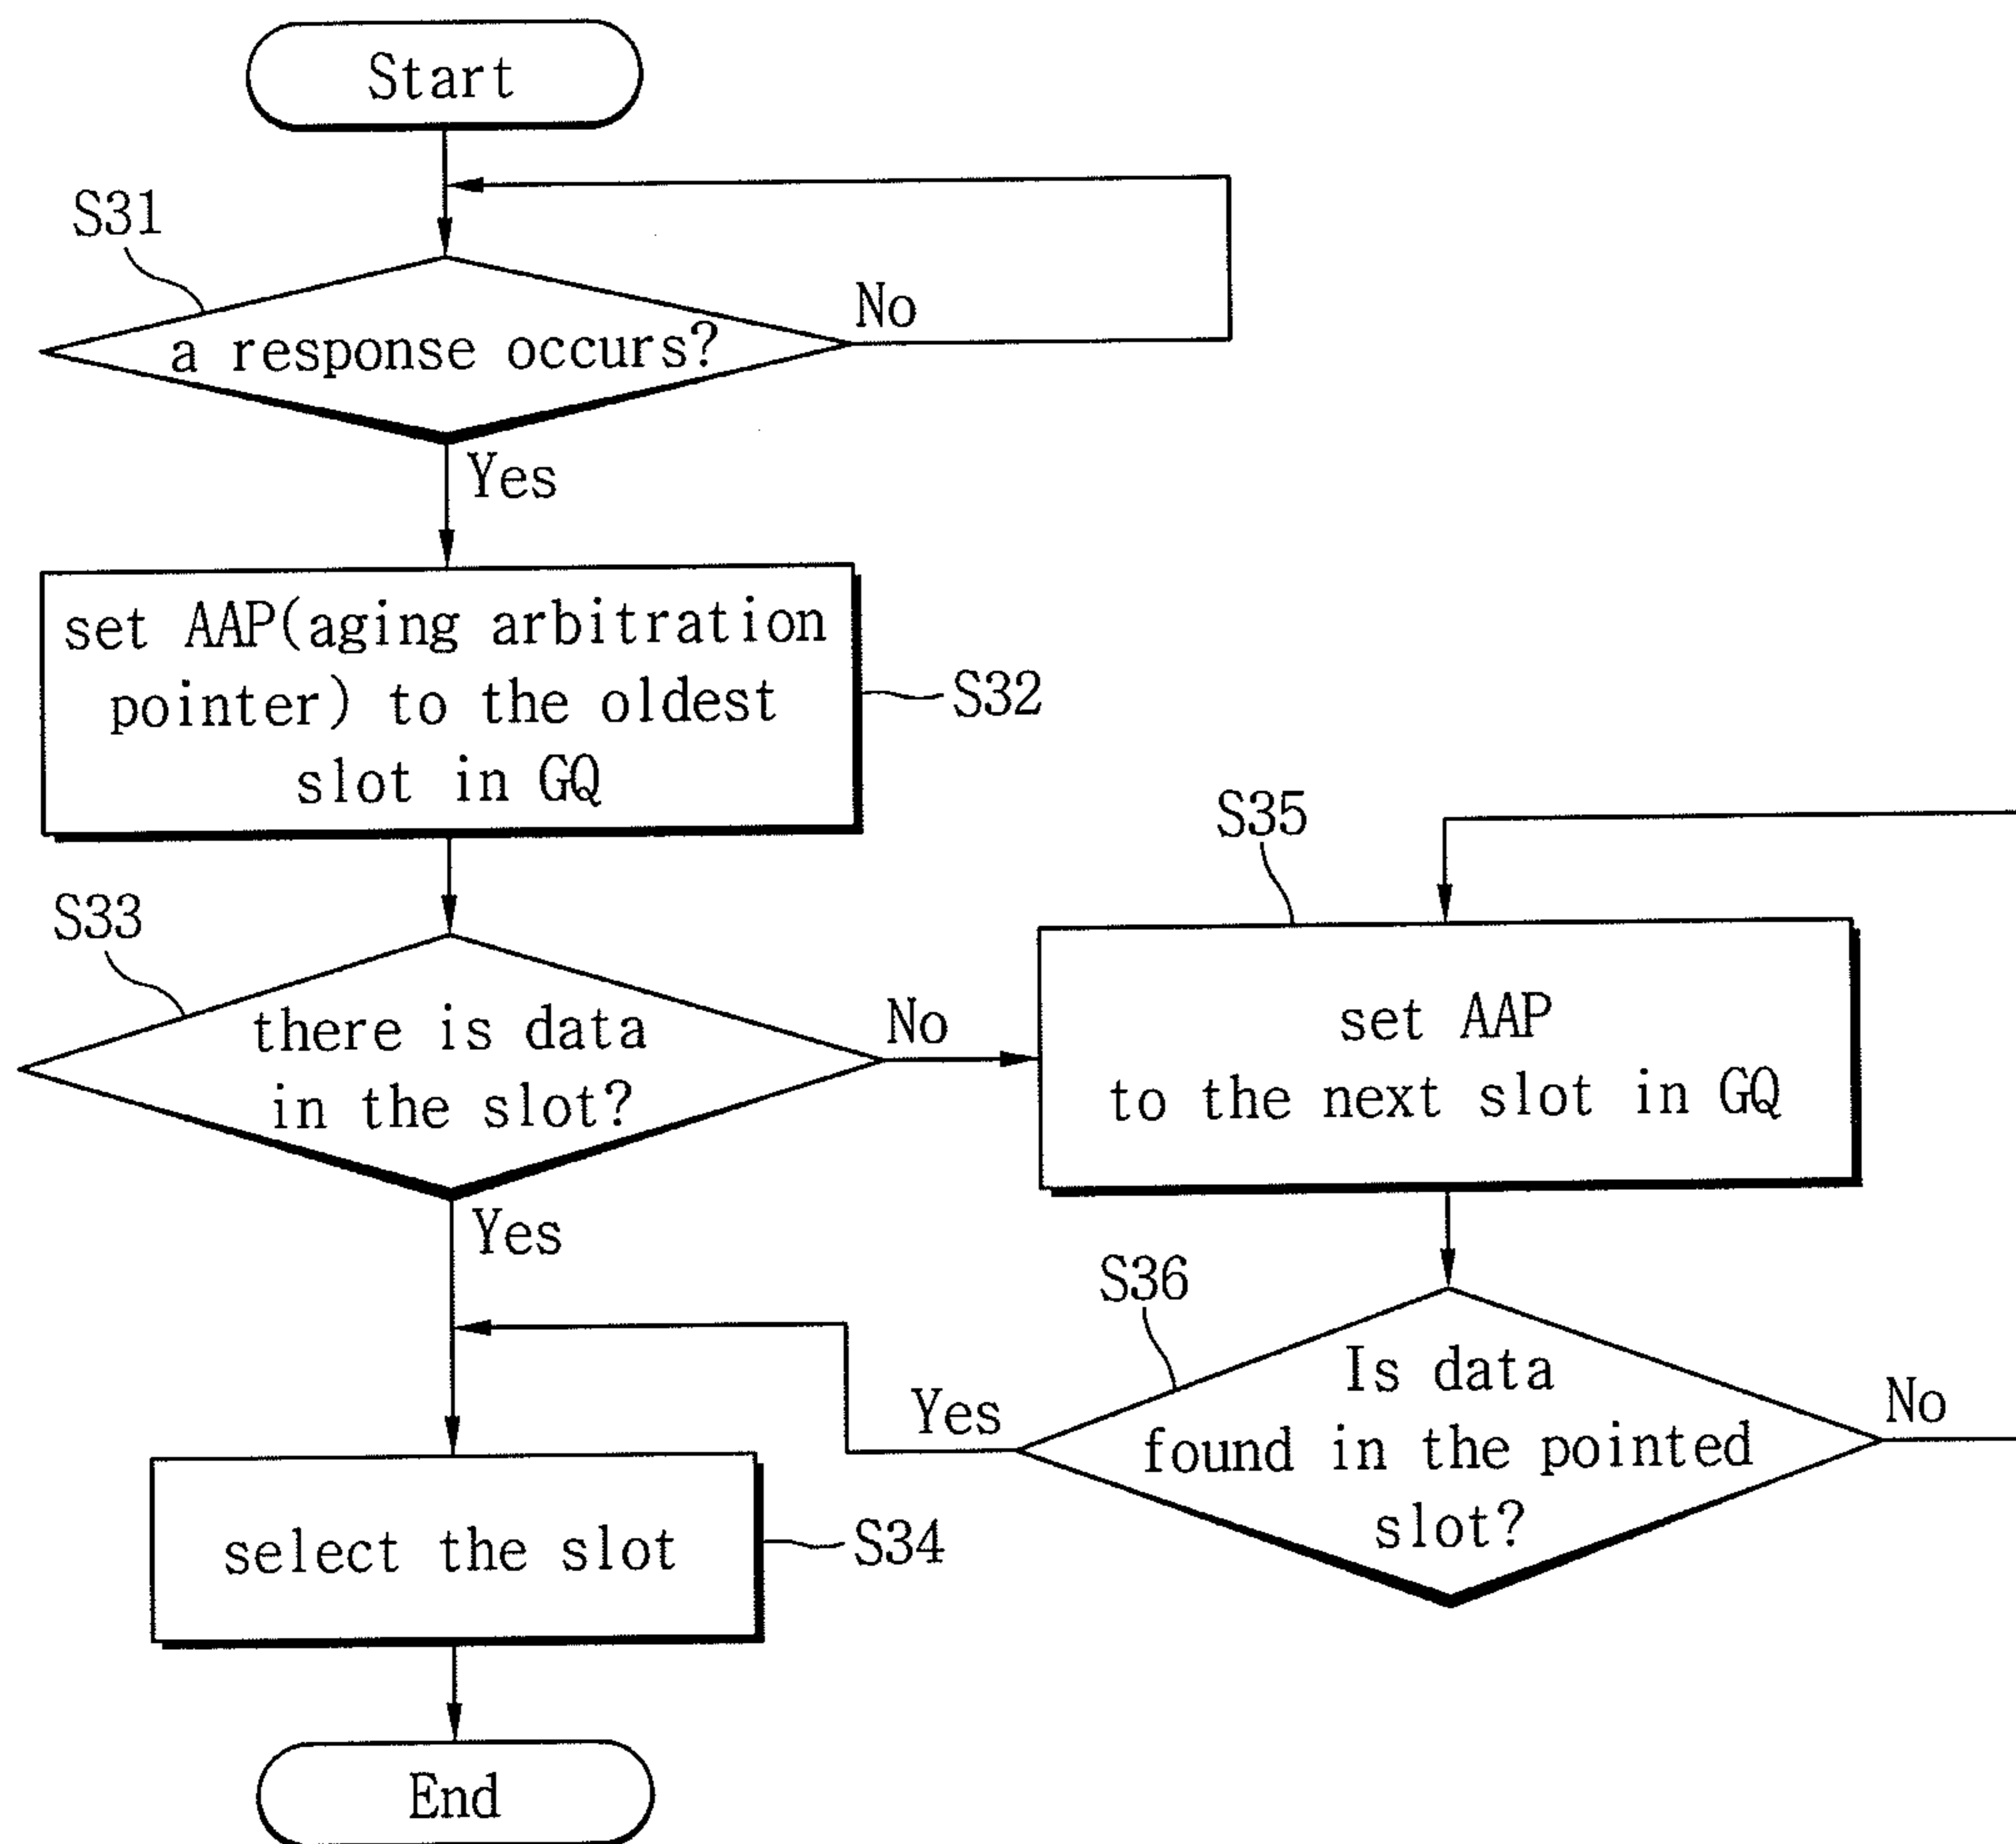 Start
S31
a response occurs?
No
Yes
set AAP(aging arbitration
pointer) to the oldest
slot in GQ
S32
S33
there is data
in the slot?
No
Yes
S35
set AAP
to the next slot in GQ
S36
Is data
found in the pointed
slot?
Yes
No
select the slot
S34
End